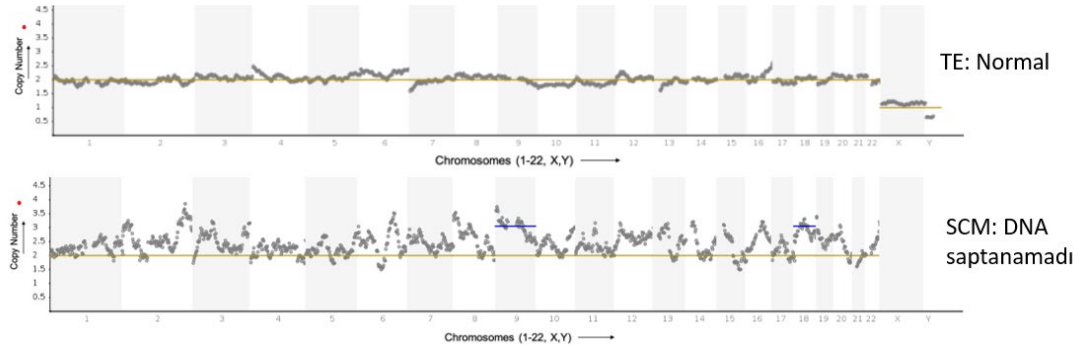 4.5
4
3.5
3
2.5
2
1.5
1
0.5
Copy Number
1 2 3 4 5 6 7 8 9 10 11 12 13 14 15 16 17 18 19 20 21 22 X Y
Chromosomes (1-22, X,Y)
TE: Normal
4.5
4
3.5
3
2.5
2
1.5
1
0.5
Copy Number
1 2 3 4 5 6 7 8 9 10 11 12 13 14 15 16 17 18 19 20 21 22 X Y
Chromosomes (1-22, X,Y)
SCM: DNA
saptanamadı